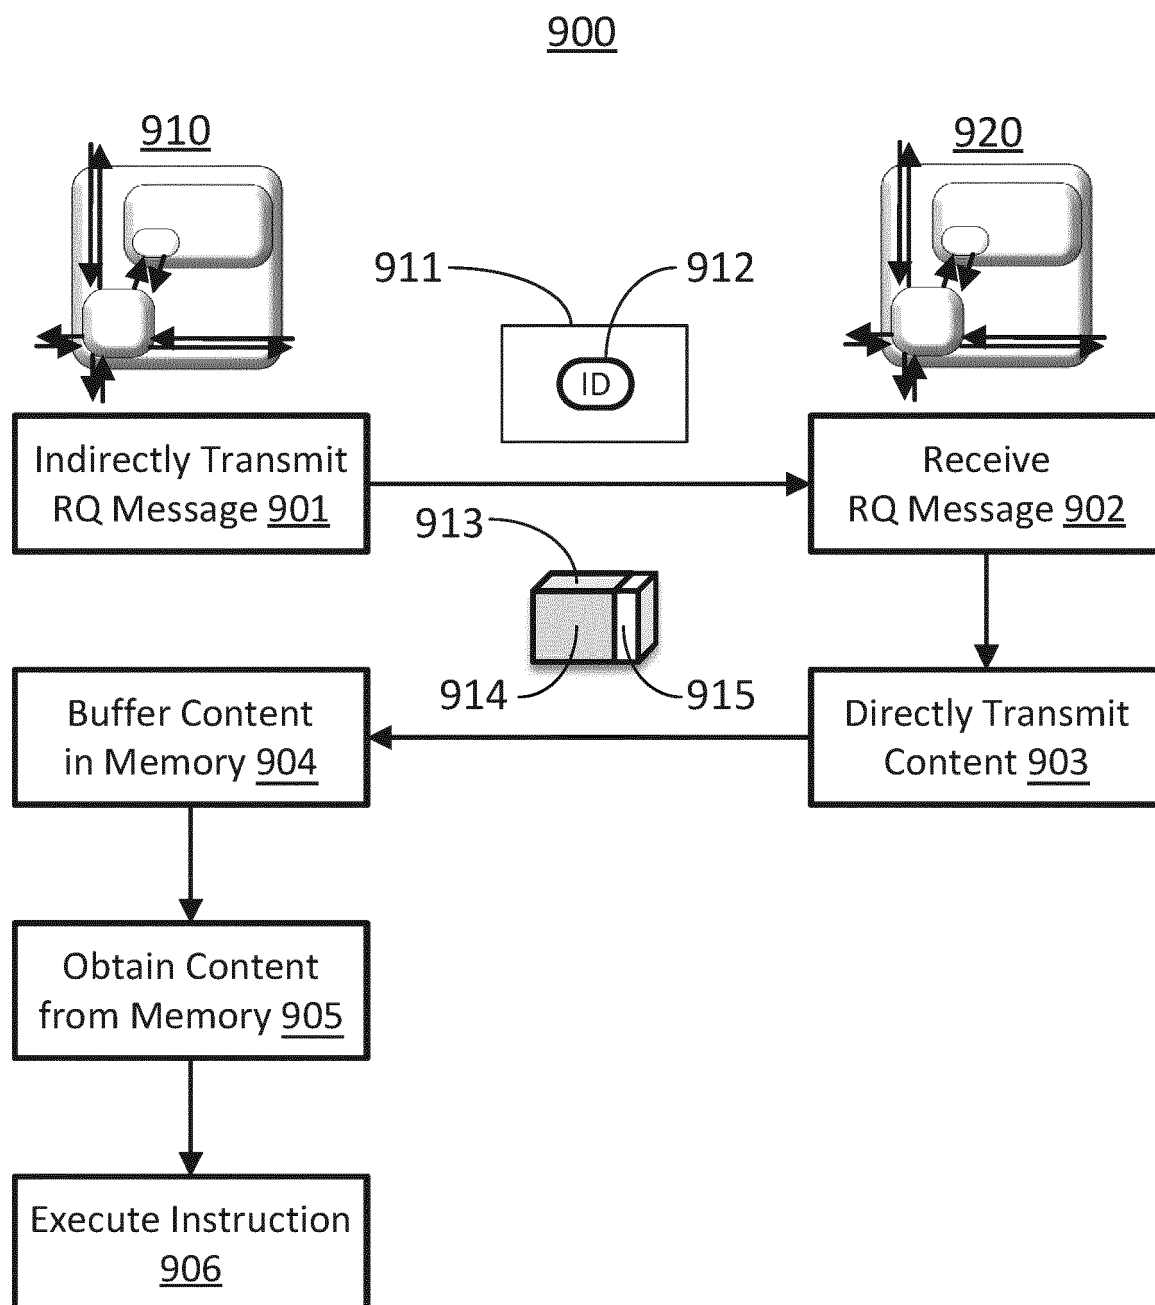 900
910
920
911
912
ID
Indirectly Transmit
RQ Message 901
Receive
RQ Message 902
913
914
915
Buffer Content
in Memory 904
Directly Transmit
Content 903
Obtain Content
from Memory 905
Execute Instruction
906